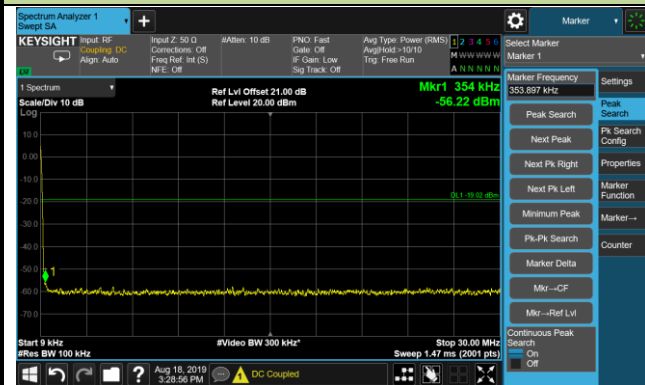 Spectrum Analyzer 1
Swept SA
+
Marker
KEYSIGHT
Input: RF
Coupling: DC
Align: Auto
Input Z: 50 Ω
Corrections: Off
Freq Ref: Int (S)
NFE: Off
#Atten: 10 dB
PNO: Fast
Gate: Off
IF Gain: Low
Sig Track: Off
Avg Type: Power (RMS)
Avg|Hold:>10/10
Trig: Free Run
1 2 3 4 5 6
M W W W W W
A N N N N N
Select Marker
Marker 1
1 Spectrum
Scale/Div 10 dB
Log
Ref Lvl Offset 21.00 dB
Ref Level 20.00 dBm
Mkr1 354 kHz
-56.22 dBm
10.0
0.00
-10.0
-20.0
-30.0
-40.0
-50.0
-60.0
-70.0
DL1 -19.02 dBm
1
Start 9 kHz
#Res BW 100 kHz
#Video BW 300 kHz*
Stop 30.00 MHz
Sweep 1.47 ms (2001 pts)
Marker Frequency
353.897 kHz
Peak Search
Next Peak
Next Pk Right
Next Pk Left
Minimum Peak
Pk-Pk Search
Marker Delta
Mkr→CF
Mkr→Ref Lvl
Continuous Peak
Search
On
Off
Settings
Peak
Search
Pk Search
Config
Properties
Marker
Function
Marker→
Counter
?
Aug 18, 2019
3:28:56 PM
DC Coupled